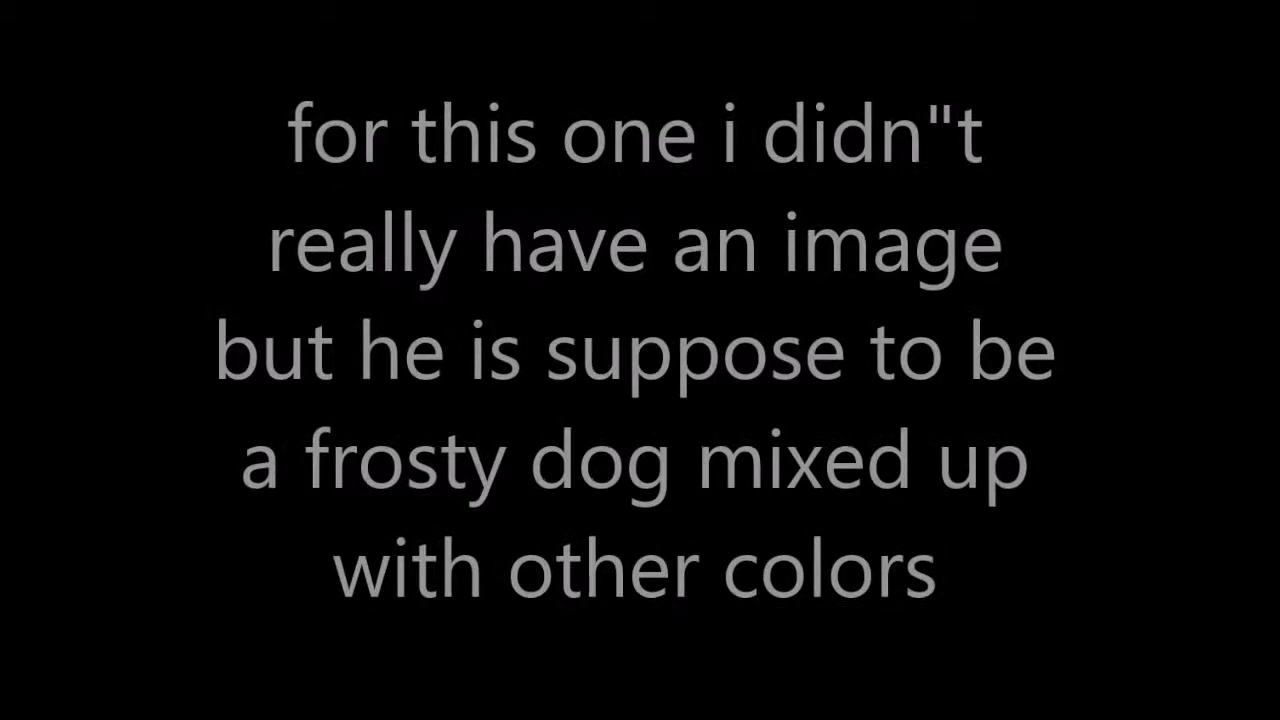 for this one i didn"t
really have an image
but he is suppose to be
a frosty dog mixed up
with other colors